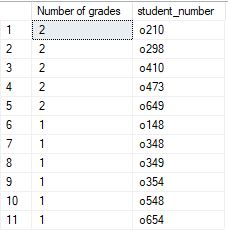 Number of grades student_number
1 2 o210
2 2 o298
3 2 o410
4 2 o473
5 2 o649
6 1 o148
7 1 o348
8 1 o349
9 1 o354
10 1 o548
11 1 o654